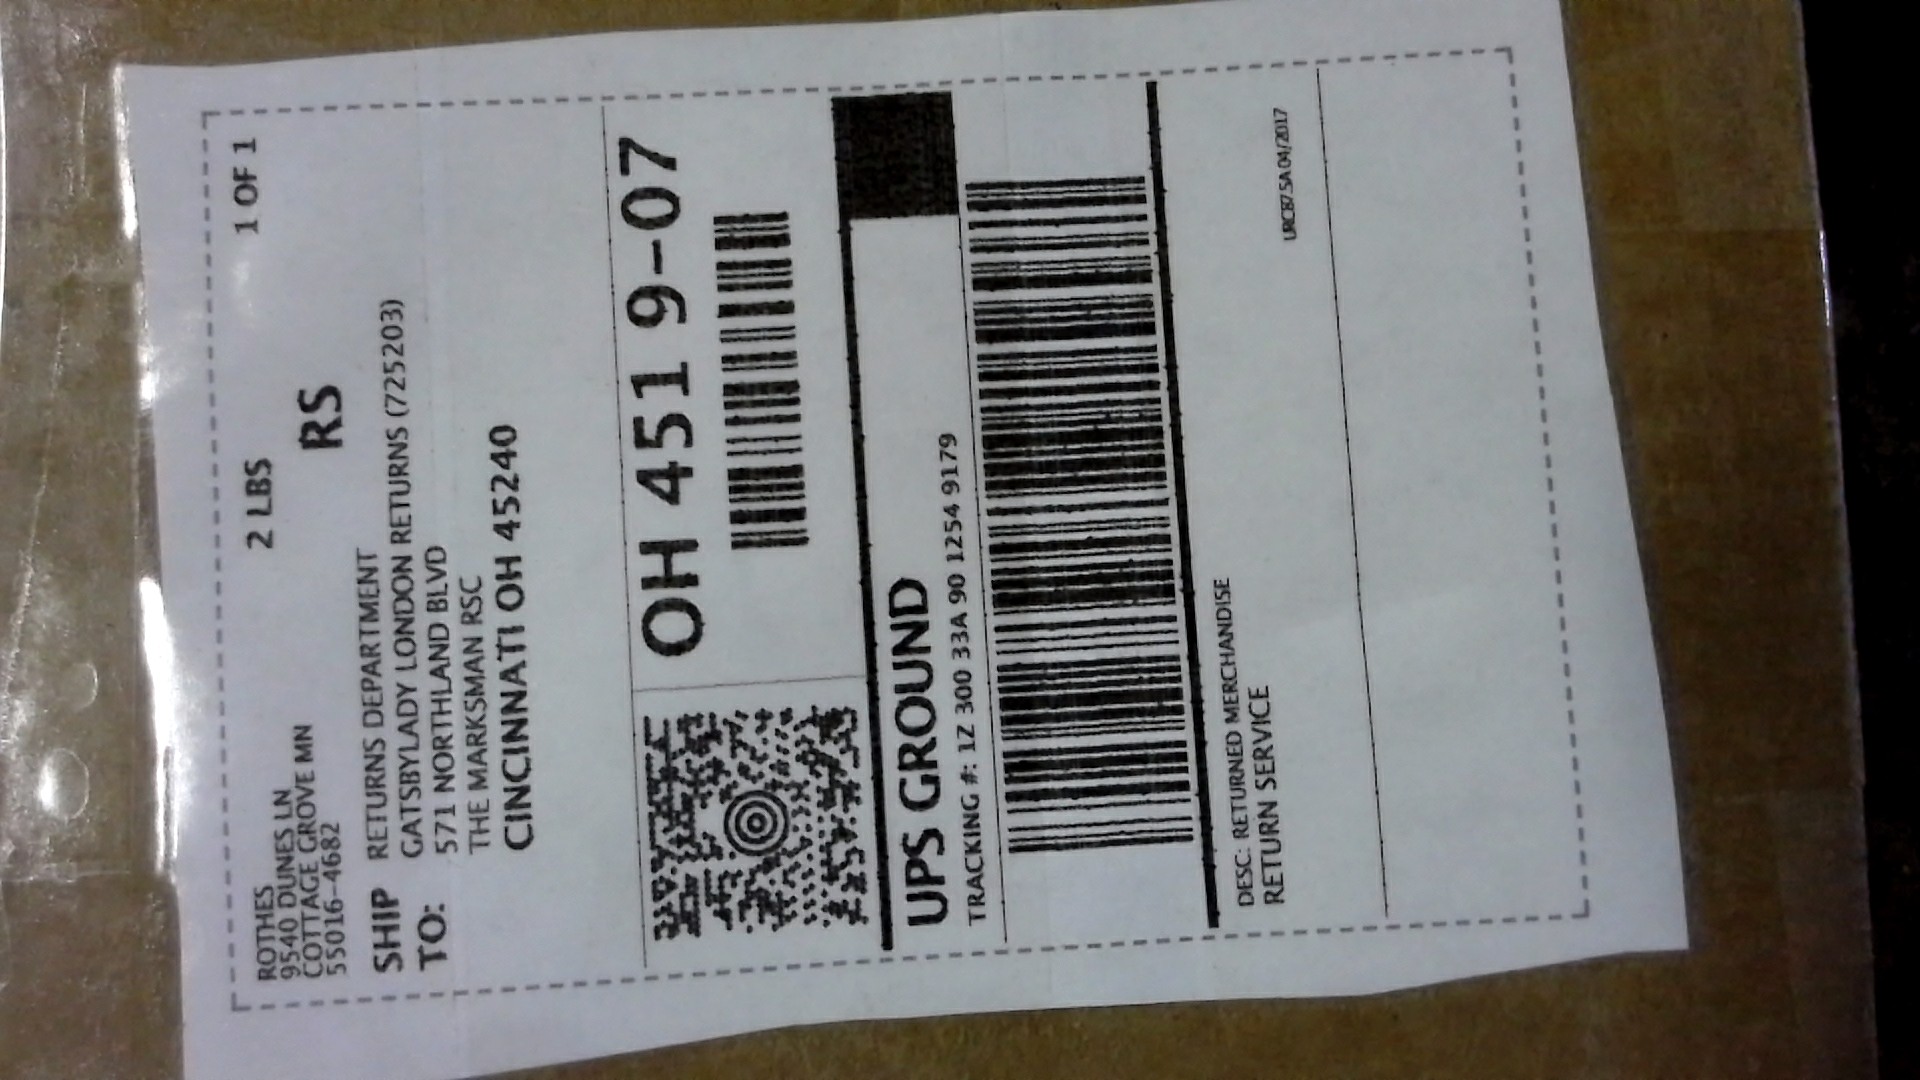 ROTHES
9540 DUNES LN
COTTAGE GROVE MN
55016-4682
2 LBS
1 OF 1
RS
SHIP
TO:
RETURNS DEPARTMENT
GATSBYLADY LONDON RETURNS (725203)
571 NORTHLAND BLVD
THE MARKSMAN RSC
CINCINNATI OH 45240
OH 451 9-07
UPS GROUND
TRACKING #: 1Z 300 33A 90 1254 9179
DESC: RETURNED MERCHANDISE
RETURN SERVICE
04/2017